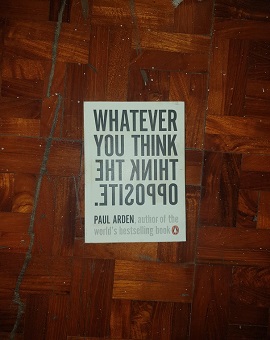 WHATEVER
YOU THINK
THINK THE
OPPOSITE.
PAUL ARDEN, author of the
world's bestselling book